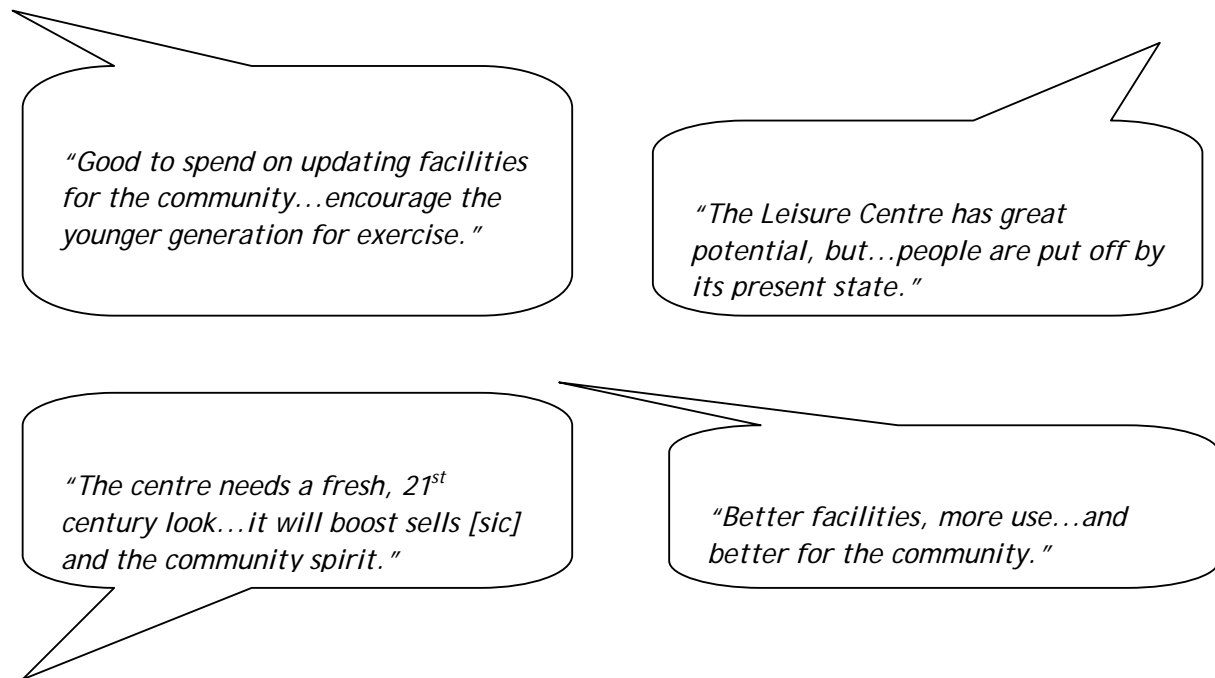 “Good to spend on updating facilities
for the community...encourage the
younger generation for exercise.”
“The Leisure Centre has great
potential, but...people are put off by
its present state.”
“The centre needs a fresh, 21st
century look...it will boost sells [sic]
and the community spirit.”
“Better facilities, more use...and
better for the community.”